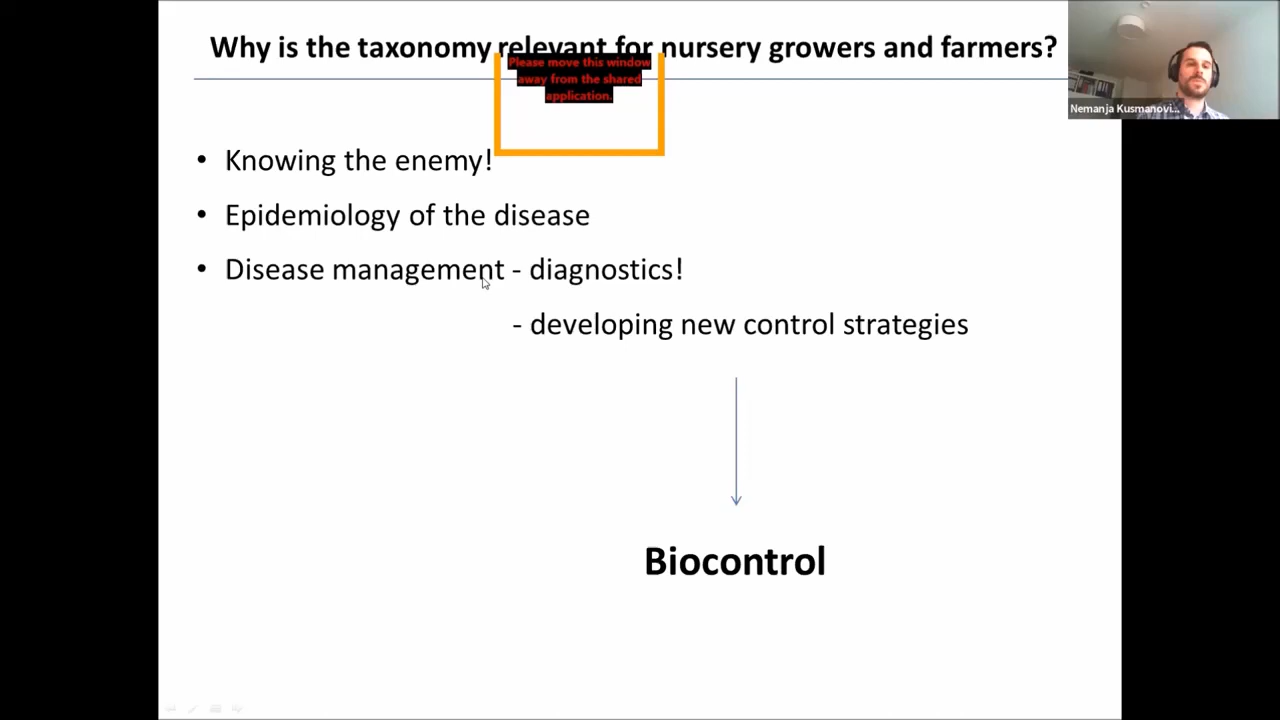 Why is the taxonomy relevant for nursery growers and farmers?
Please move this window
away from the shared
application.
Nemanja Kusmanovi...
• Knowing the enemy!
• Epidemiology of the disease
• Disease management - diagnostics!
- developing new control strategies
Biocontrol